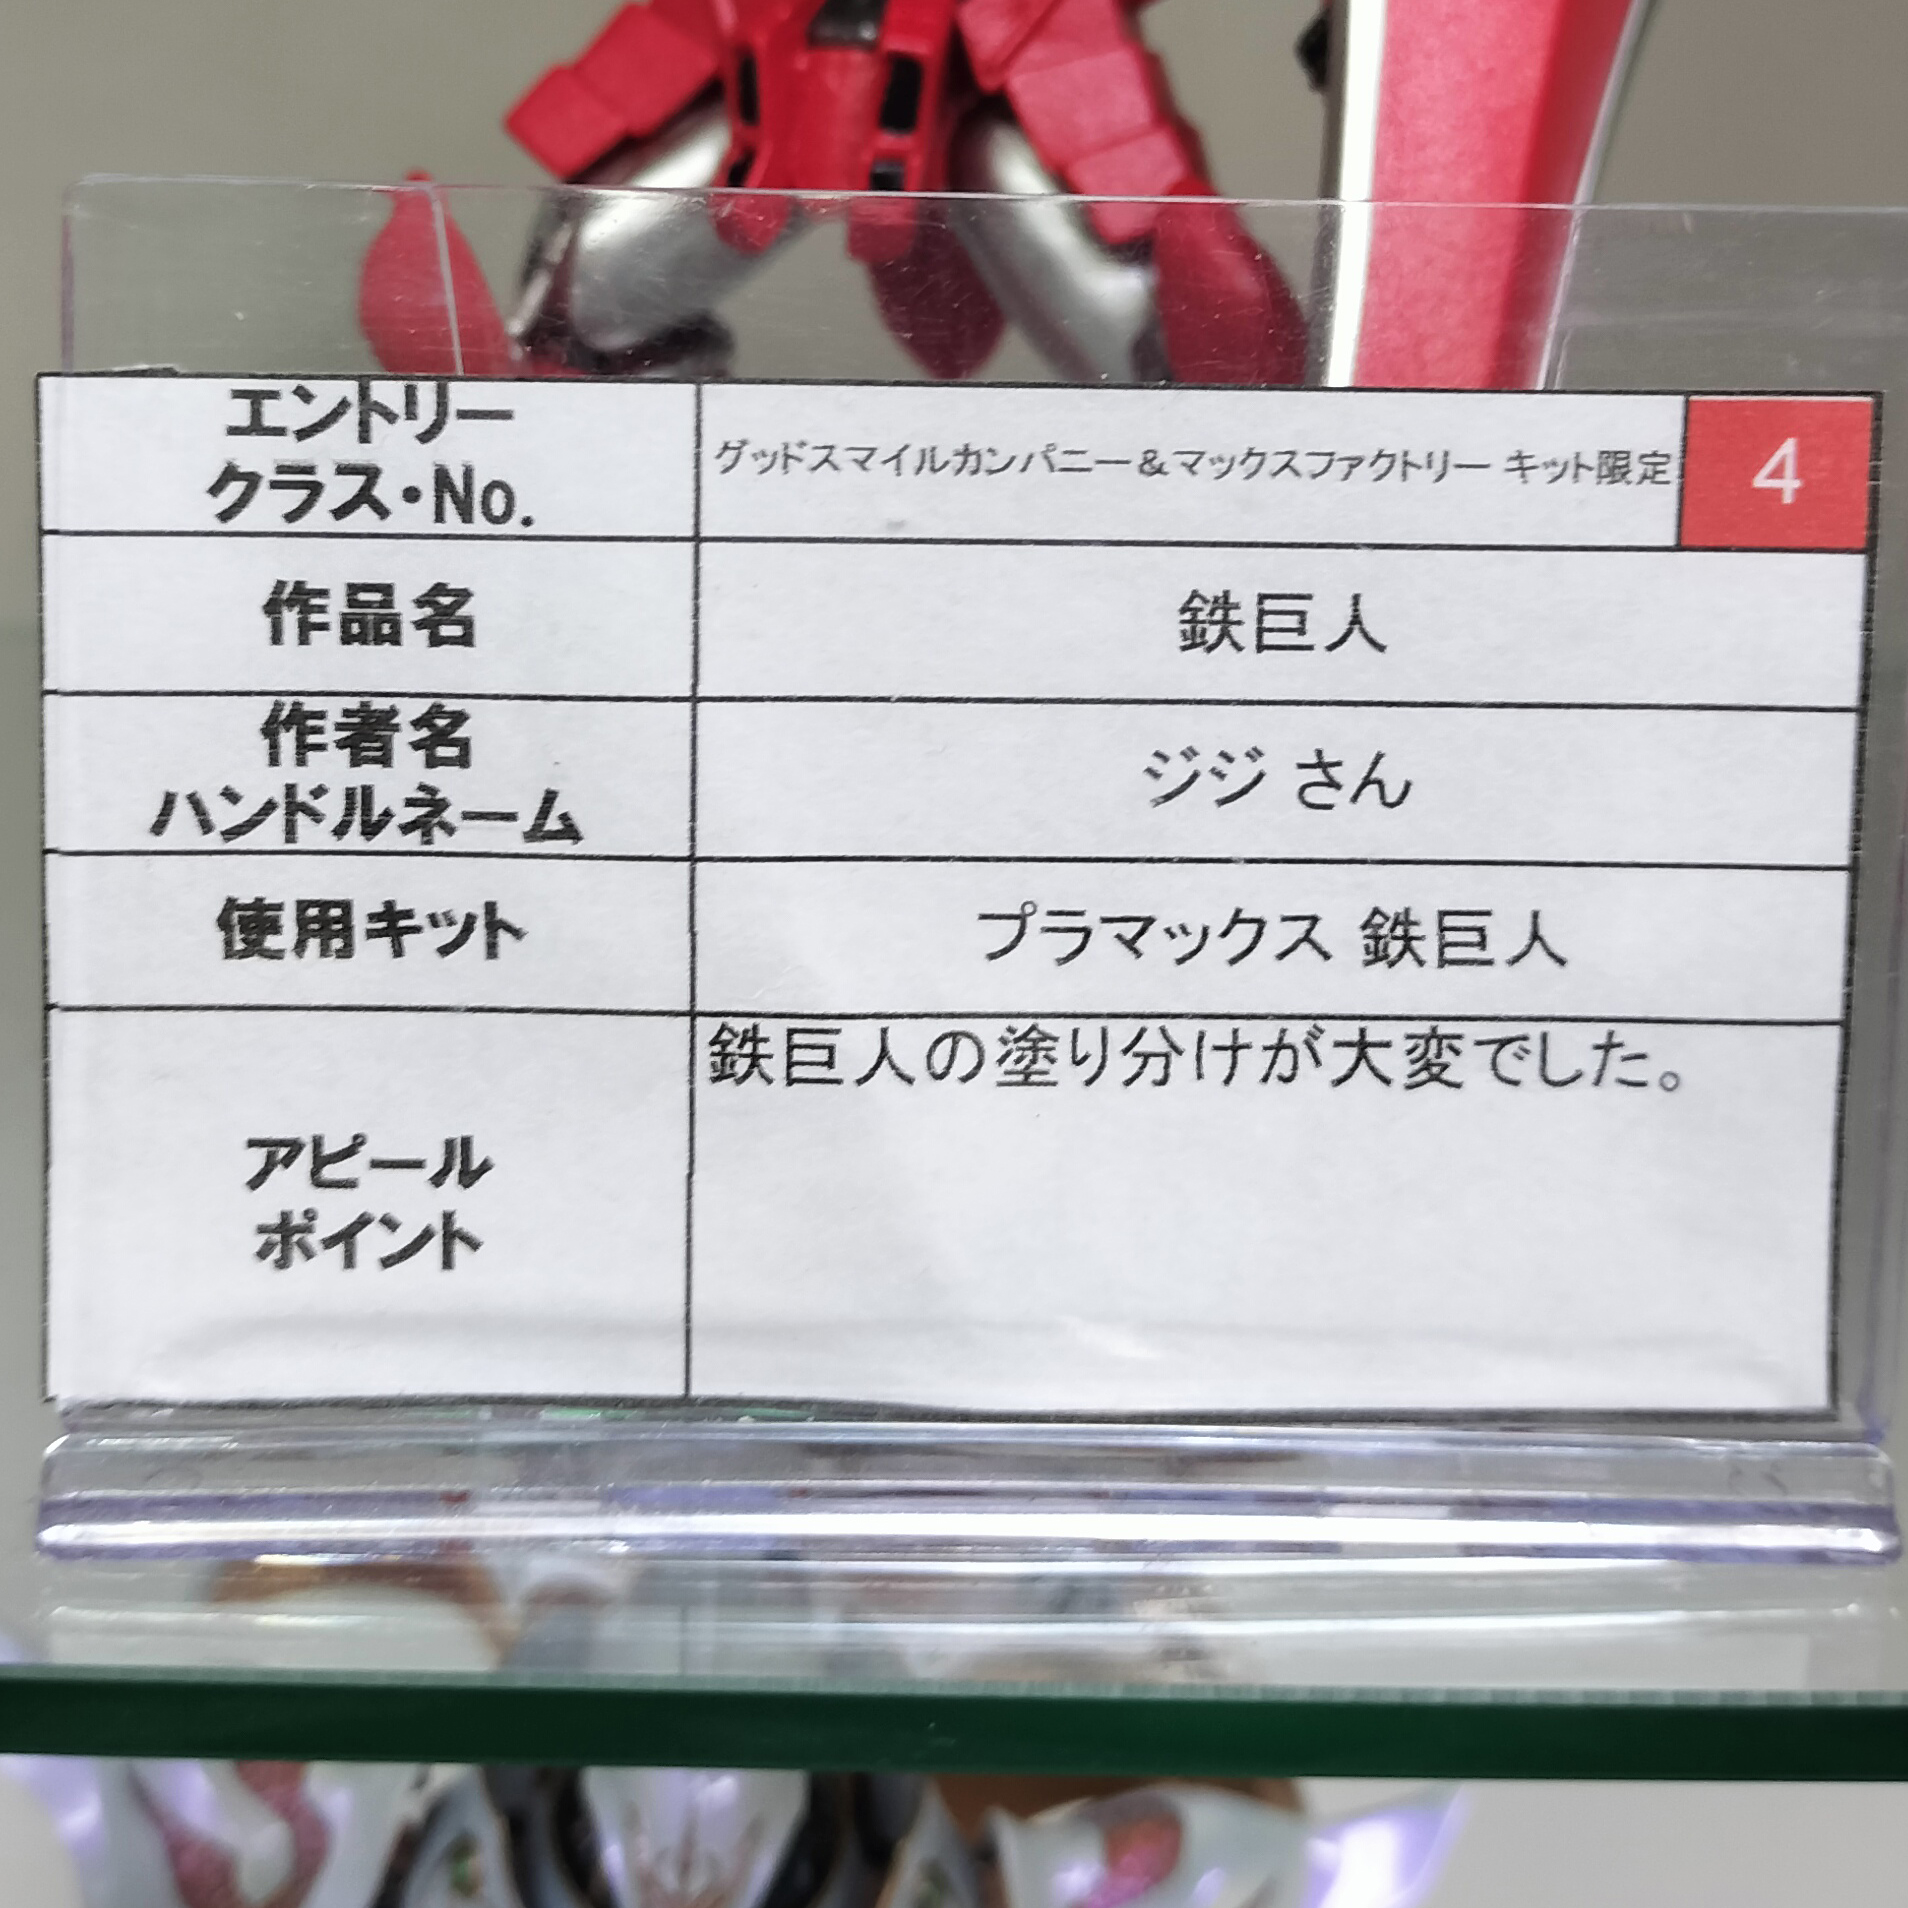 エントリー
クラス・No.
グッドスマイルカンパニー＆マックスファクトリー キット限定
4
作品名
鉄巨人
作者名
ハンドルネーム
ジジ さん
使用キット
プラマックス 鉄巨人
アピール
ポイント
鉄巨人の塗り分けが大変でした。